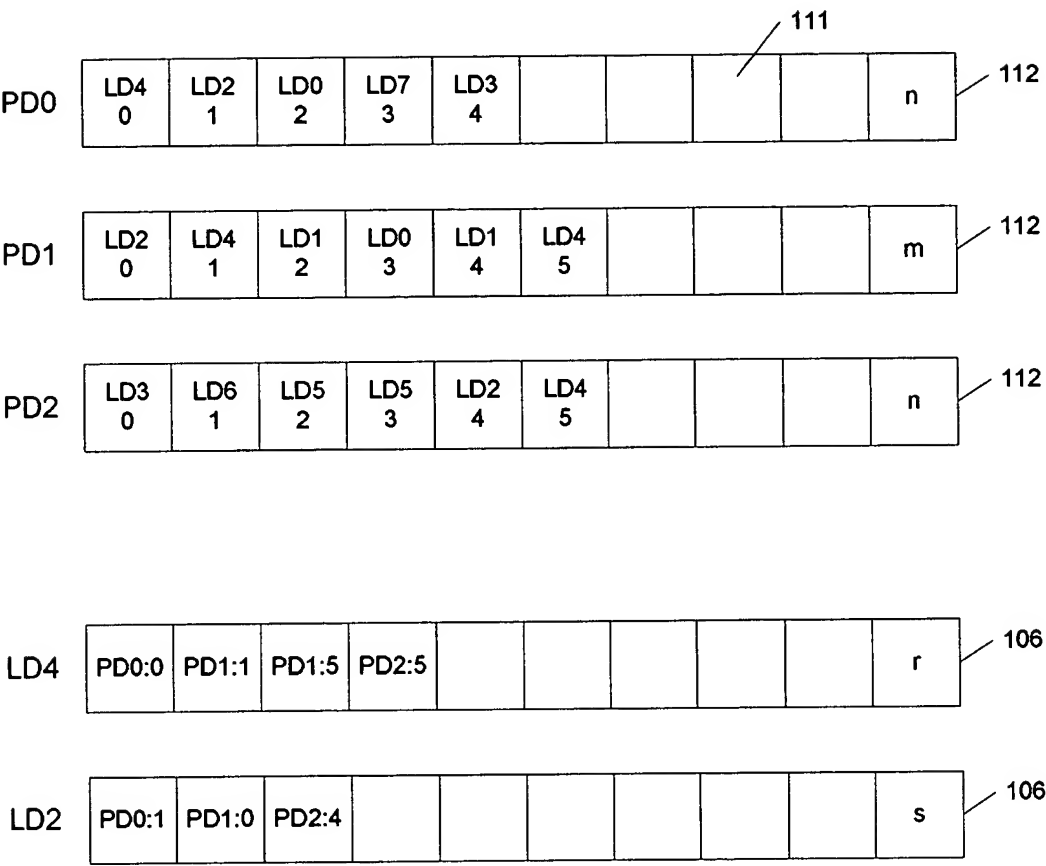 111
PD0 LD4 LD2 LD0 LD7 LD3 n 112
0 1 2 3 4
PD1 LD2 LD4 LD1 LD0 LD1 LD4 m 112
0 1 2 3 4 5
PD2 LD3 LD6 LD5 LD5 LD2 LD4 n 112
0 1 2 3 4 5
LD4 PD0:0 PD1:1 PD1:5 PD2:5 r 106
LD2 PD0:1 PD1:0 PD2:4 s 106